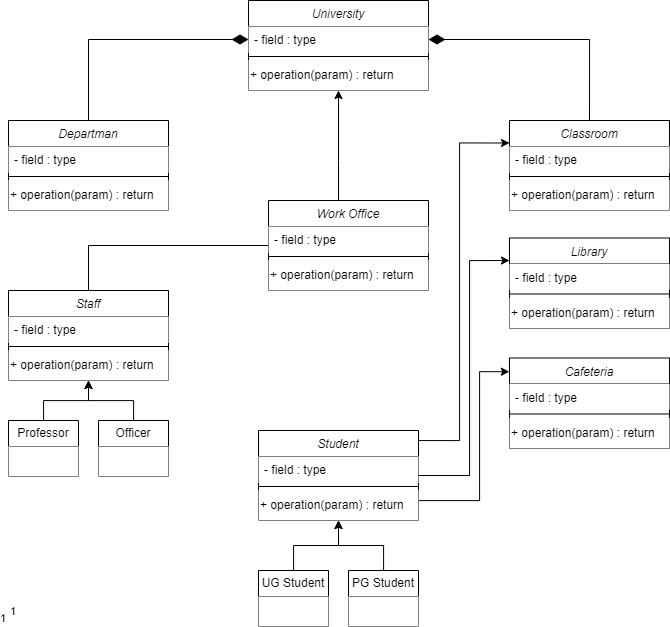 University
- field : type
+ operation(param) : return
Departman
- field : type
+ operation(param) : return
Classroom
- field : type
+ operation(param) : return
Work Office
- field : type
+ operation(param) : return
Library
- field : type
+ operation(param) : return
Staff
- field : type
+ operation(param) : return
Cafeteria
- field : type
+ operation(param) : return
Professor
Officer
Student
- field : type
+ operation(param) : return
UG Student
PG Student
1
1